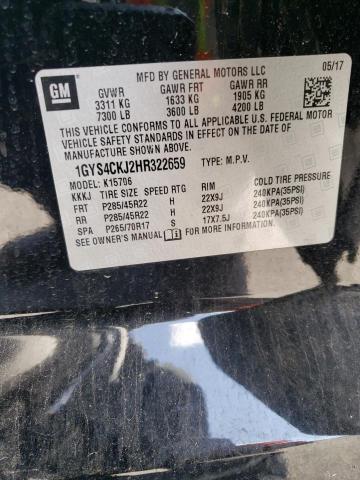 GM
MFD BY GENERAL MOTORS LLC 05/17
GVWR GAWR FRT GAWR RR
3311 KG 1633 KG 1905 KG
7300 LB 3600 LB 4200 LB
THIS VEHICLE CONFORMS TO ALL APPLICABLE U.S. FEDERAL MOTOR
VEHICLE SAFETY STANDARDS IN EFFECT ON THE DATE OF
MANUFACTURE SHOWN ABOVE.
1GYS4CKJ2HR322659 TYPE: M.P.V.
MODEL: K15706
KKKJ TIRE SIZE SPEED RTG RIM COLD TIRE PRESSURE
FRT P285/45R22 H 22X9J 240KPA(35PSI)
RR P285/45R22 H 22X9J 240KPA(35PSI)
SPA P265/70R17 S 17X7.5J 240KPA(35PSI)
SEE OWNER'S MANUAL FOR MORE INFORMATION.